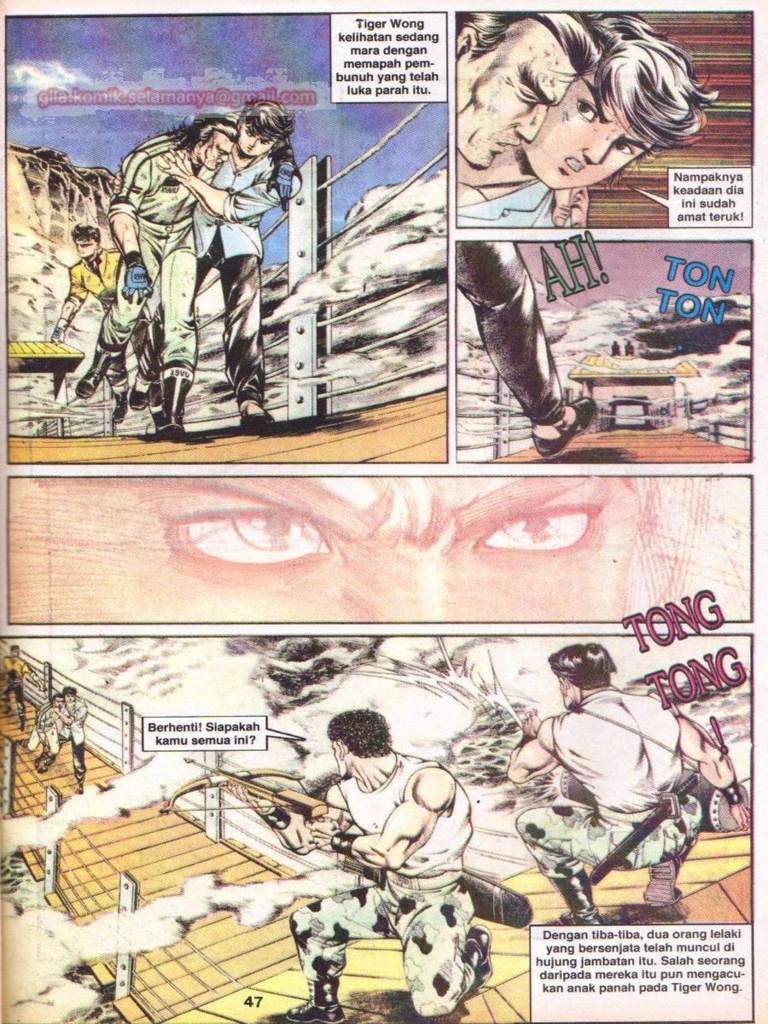 Tiger Wong
kelihatan sedang
mara dengan
memapah pem-
bunuh yang telah
luka parah itu.
gila.komik.selamanya@gmail.com
Nampaknya
keadaan dia
ini sudah
amat teruk!
AH!
TON
TON
TONG
TONG
!
Berhenti! Siapakah
kamu semua ini?
Dengan tiba-tiba, dua orang lelaki
yang bersenjata telah muncul di
hujung jambatan itu. Salah seorang
daripada mereka itu pun mengacu-
kan anak panah pada Tiger Wong.
47